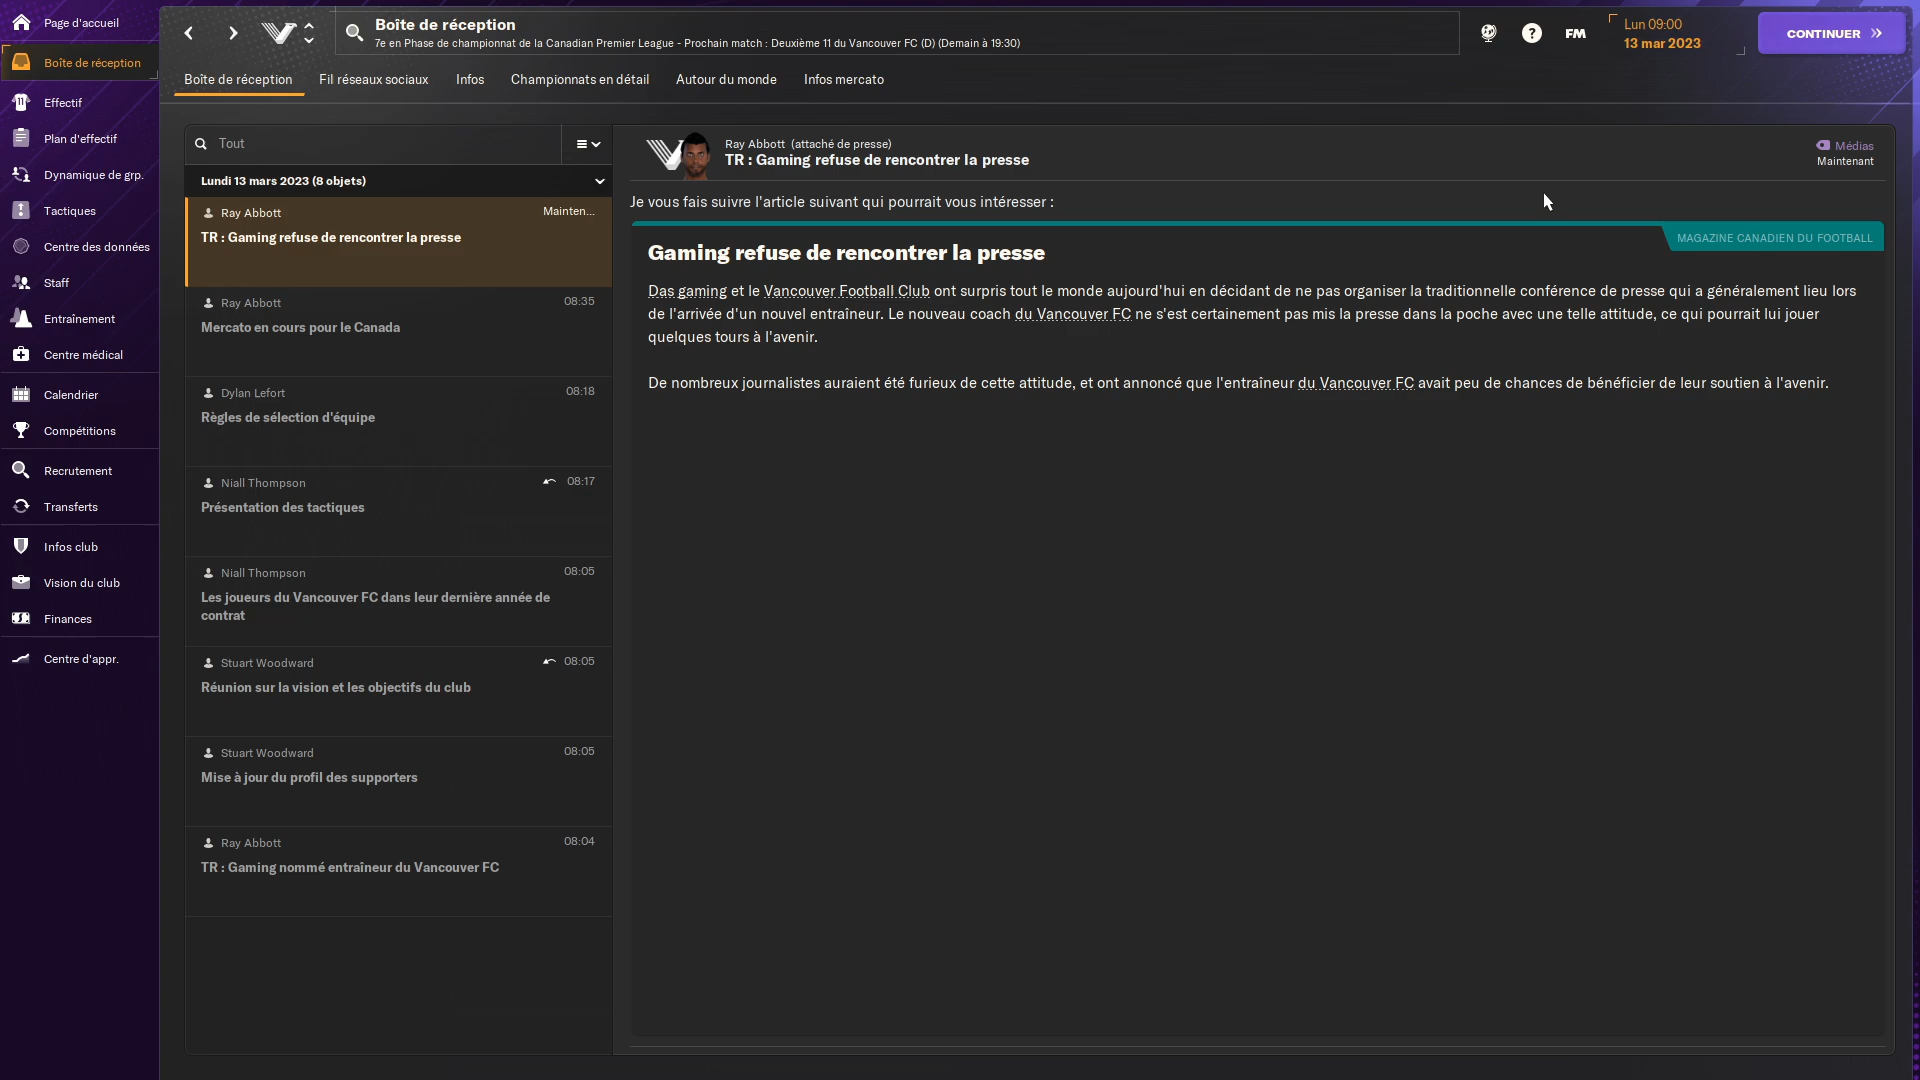 Page d'accueil
Boîte de réception
Effectif
Plan d'effectif
Dynamique de grp.
Tactiques
Centre des données
Staff
Entraînement
Centre médical
Calendrier
Compétitions
Recrutement
Transferts
Infos club
Vision du club
Finances
Centre d'appr.
Boîte de réception
7e en Phase de championnat de la Canadian Premier League - Prochain match : Deuxième 11 du Vancouver FC (D) (Demain à 19:30)
FM
Lun 09:00
13 mar 2023
CONTINUER
Boîte de réception Fil réseaux sociaux Infos Championnats en détail Autour du monde Infos mercato
Tout
Lundi 13 mars 2023 (8 objets)
Ray Abbott Mainten...
TR : Gaming refuse de rencontrer la presse
Ray Abbott 08:35
Mercato en cours pour le Canada
Dylan Lefort 08:18
Règles de sélection d'équipe
Niall Thompson 08:17
Présentation des tactiques
Niall Thompson 08:05
Les joueurs du Vancouver FC dans leur dernière année de
contrat
Stuart Woodward 08:05
Réunion sur la vision et les objectifs du club
Stuart Woodward 08:05
Mise à jour du profil des supporters
Ray Abbott 08:04
TR : Gaming nommé entraîneur du Vancouver FC
Ray Abbott (attaché de presse)
TR : Gaming refuse de rencontrer la presse
Médias
Maintenant
Je vous fais suivre l'article suivant qui pourrait vous intéresser :
MAGAZINE CANADIEN DU FOOTBALL
Gaming refuse de rencontrer la presse
Das gaming et le Vancouver Football Club ont surpris tout le monde aujourd'hui en décidant de ne pas organiser la traditionnelle conférence de presse qui a généralement lieu lors
de l'arrivée d'un nouvel entraîneur. Le nouveau coach du Vancouver FC ne s'est certainement pas mis la presse dans la poche avec une telle attitude, ce qui pourrait lui jouer
quelques tours à l'avenir.
De nombreux journalistes auraient été furieux de cette attitude, et ont annoncé que l'entraîneur du Vancouver FC avait peu de chances de bénéficier de leur soutien à l'avenir.